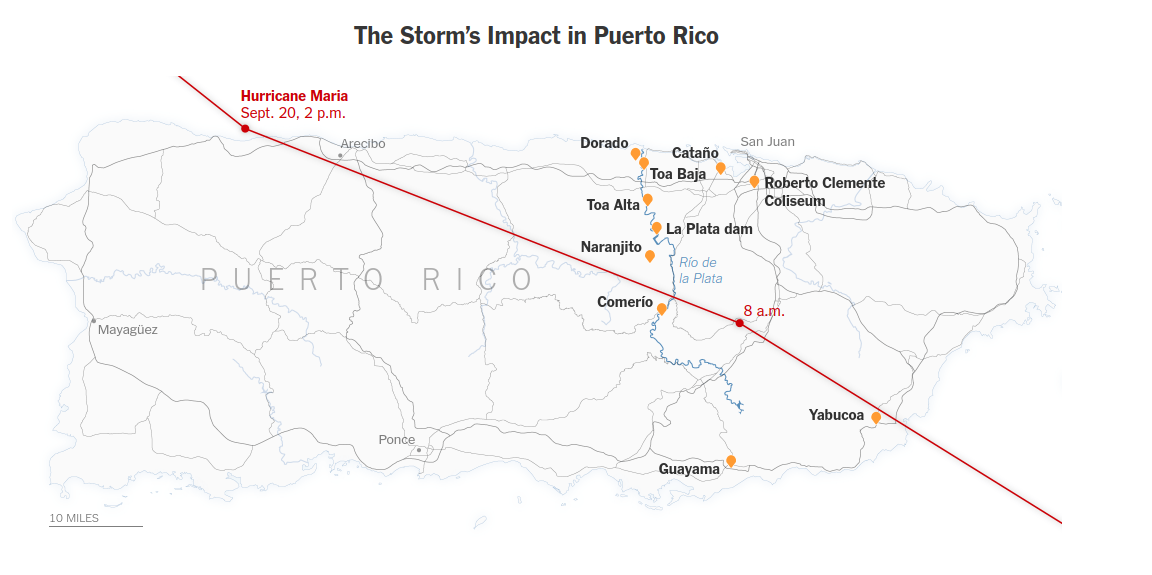 The Storm's Impact in Puerto Rico
Hurricane Maria
Sept. 20, 2 p.m.
Arecibo
Dorado
Cataño
San Juan
Toa Baja
Roberto Clemente
Coliseum
Toa Alta
La Plata dam
Naranjito
Río de
la Plata
PUERTO RICO
Comerío
8 a.m.
Mayagüez
Yabucoa
Ponce
Guayama
10 MILES